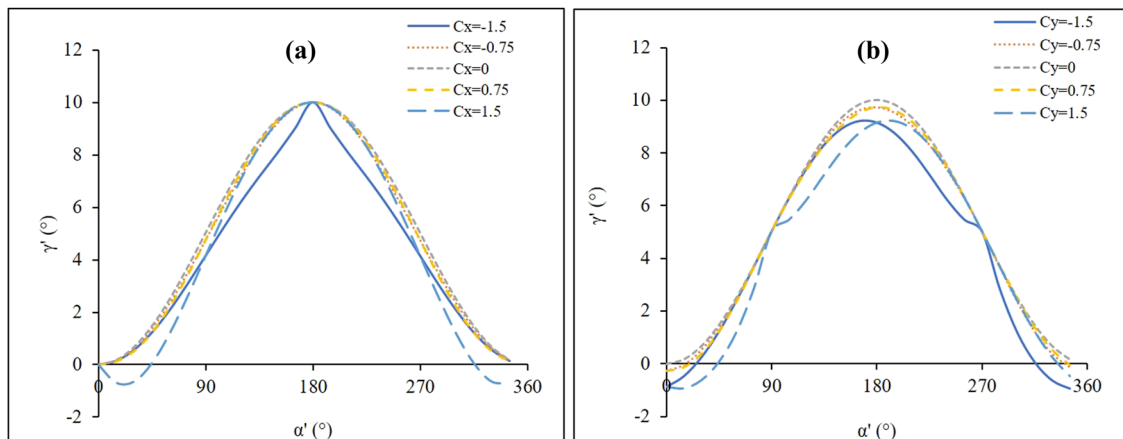 (a)
Cx=-1.5
Cx=-0.75
Cx=0
Cx=0.75
Cx=1.5
12
10
8
6
4
2
0
-2
0 90 180 270 360
γ' (°)
α' (°)
(b)
Cy=-1.5
Cy=-0.75
Cy=0
Cy=0.75
Cy=1.5
12
10
8
6
4
2
0
-2
0 90 180 270 360
γ' (°)
α' (°)